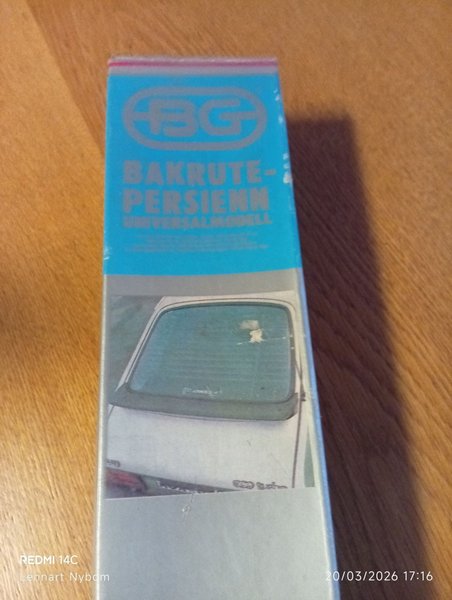 BG
BAKRUTE-
PERSIENN
UNIVERSALMODELL
REDMI 14C
Lennart Nybom
20/03/2026 17:16